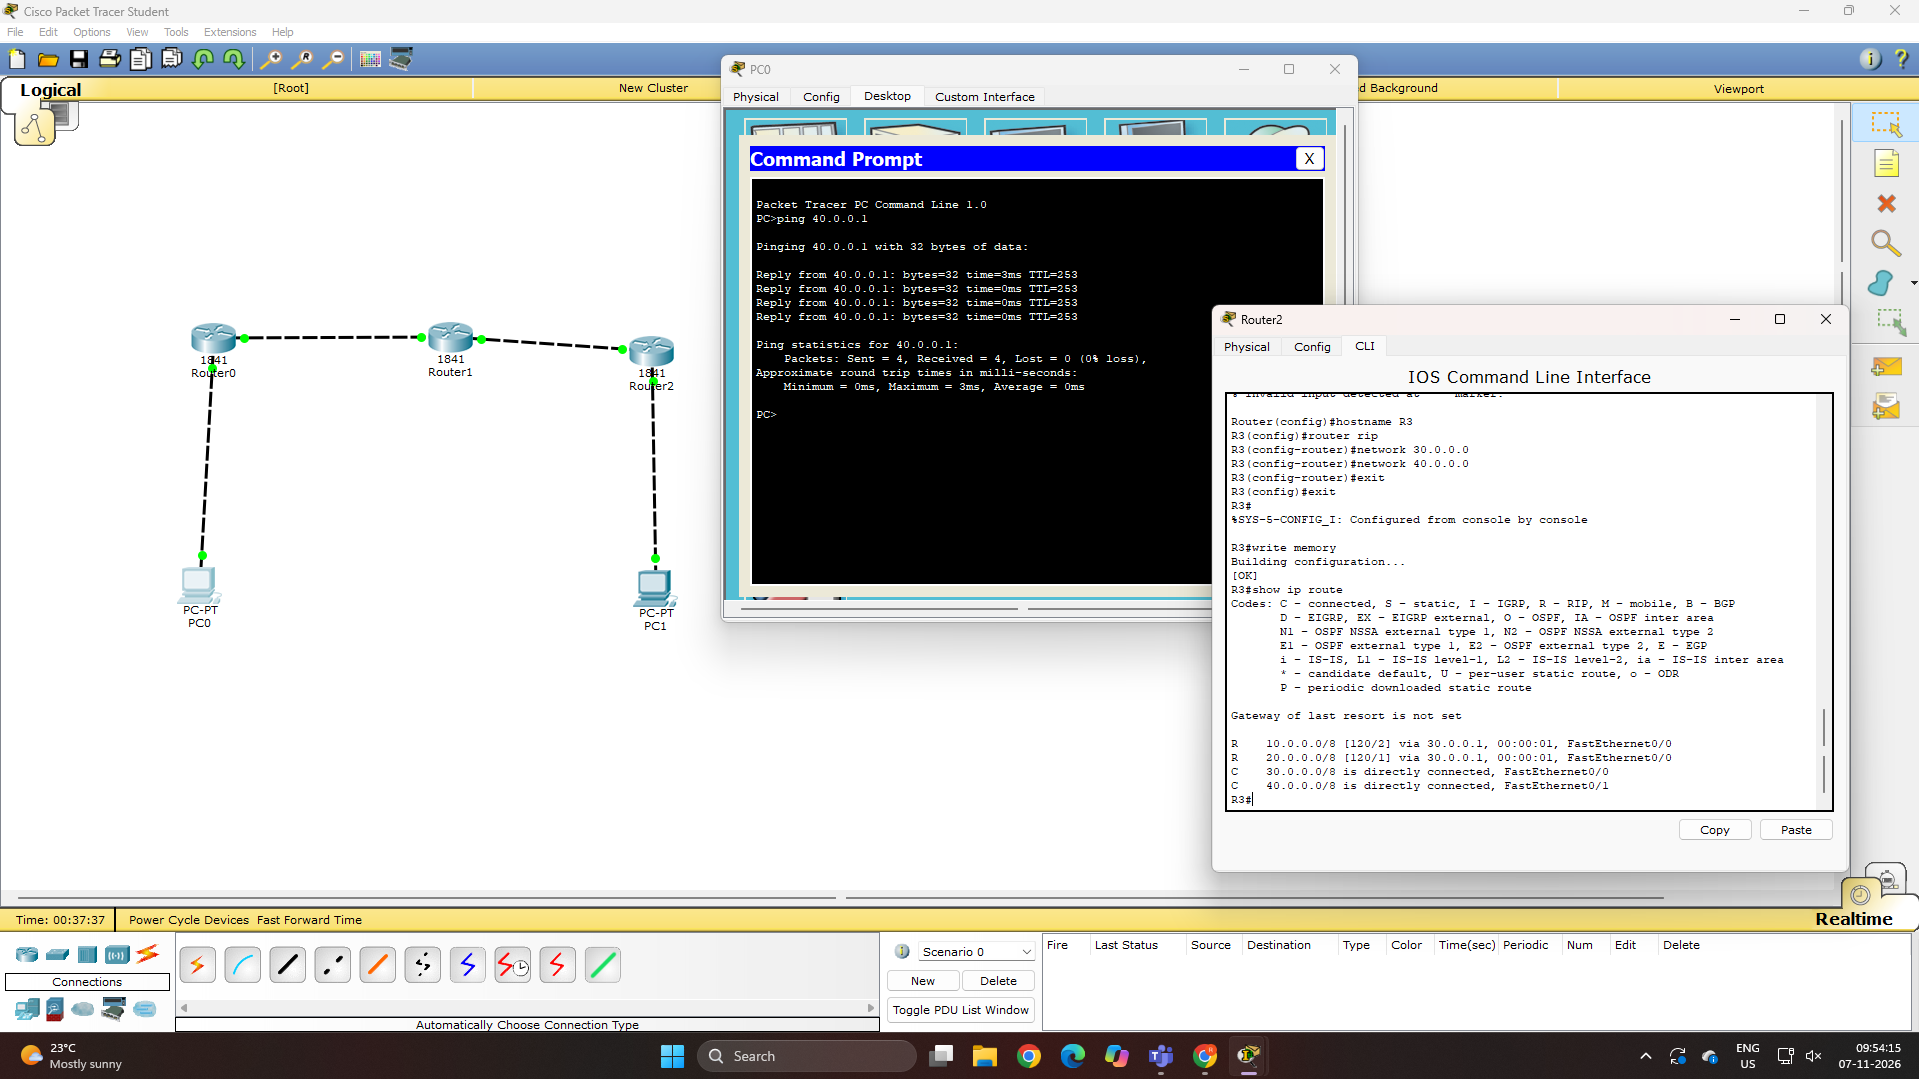 Cisco Packet Tracer Student
File Edit Options View Tools Extensions Help
Logical [Root] New Cluster d Background Viewport
PC0
Physical Config Desktop Custom Interface
Command Prompt X
Packet Tracer PC Command Line 1.0
PC>ping 40.0.0.1
Pinging 40.0.0.1 with 32 bytes of data:
Reply from 40.0.0.1: bytes=32 time=3ms TTL=253
Reply from 40.0.0.1: bytes=32 time=0ms TTL=253
Reply from 40.0.0.1: bytes=32 time=0ms TTL=253
Reply from 40.0.0.1: bytes=32 time=0ms TTL=253
Ping statistics for 40.0.0.1:
Packets: Sent = 4, Received = 4, Lost = 0 (0% loss),
Approximate round trip times in milli-seconds:
Minimum = 0ms, Maximum = 3ms, Average = 0ms
PC>
1841
Router0
1841
Router1
1841
Router2
PC-PT
PC0
PC-PT
PC1
Router2
Physical Config CLI
IOS Command Line Interface
% Invalid input detected at marker.
Router(config)#hostname R3
R3(config)#router rip
R3(config-router)#network 30.0.0.0
R3(config-router)#network 40.0.0.0
R3(config-router)#exit
R3(config)#exit
R3#
%SYS-5-CONFIG_I: Configured from console by console
R3#write memory
Building configuration...
[OK]
R3#show ip route
Codes: C - connected, S - static, I - IGRP, R - RIP, M - mobile, B - BGP
D - EIGRP, EX - EIGRP external, O - OSPF, IA - OSPF inter area
N1 - OSPF NSSA external type 1, N2 - OSPF NSSA external type 2
E1 - OSPF external type 1, E2 - OSPF external type 2, E - EGP
i - IS-IS, L1 - IS-IS level-1, L2 - IS-IS level-2, ia - IS-IS inter area
* - candidate default, U - per-user static route, o - ODR
P - periodic downloaded static route
Gateway of last resort is not set
R 10.0.0.0/8 [120/2] via 30.0.0.1, 00:00:01, FastEthernet0/0
R 20.0.0.0/8 [120/1] via 30.0.0.1, 00:00:01, FastEthernet0/0
C 30.0.0.0/8 is directly connected, FastEthernet0/0
C 40.0.0.0/8 is directly connected, FastEthernet0/1
R3#
Copy Paste
Time: 00:37:37 Power Cycle Devices Fast Forward Time
Realtime
Connections
Automatically Choose Connection Type
Scenario 0
New Delete
Toggle PDU List Window
Fire Last Status Source Destination Type Color Time(sec) Periodic Num Edit Delete
23°C
Mostly sunny
Search
ENG
US
09:54:15
07-11-2026